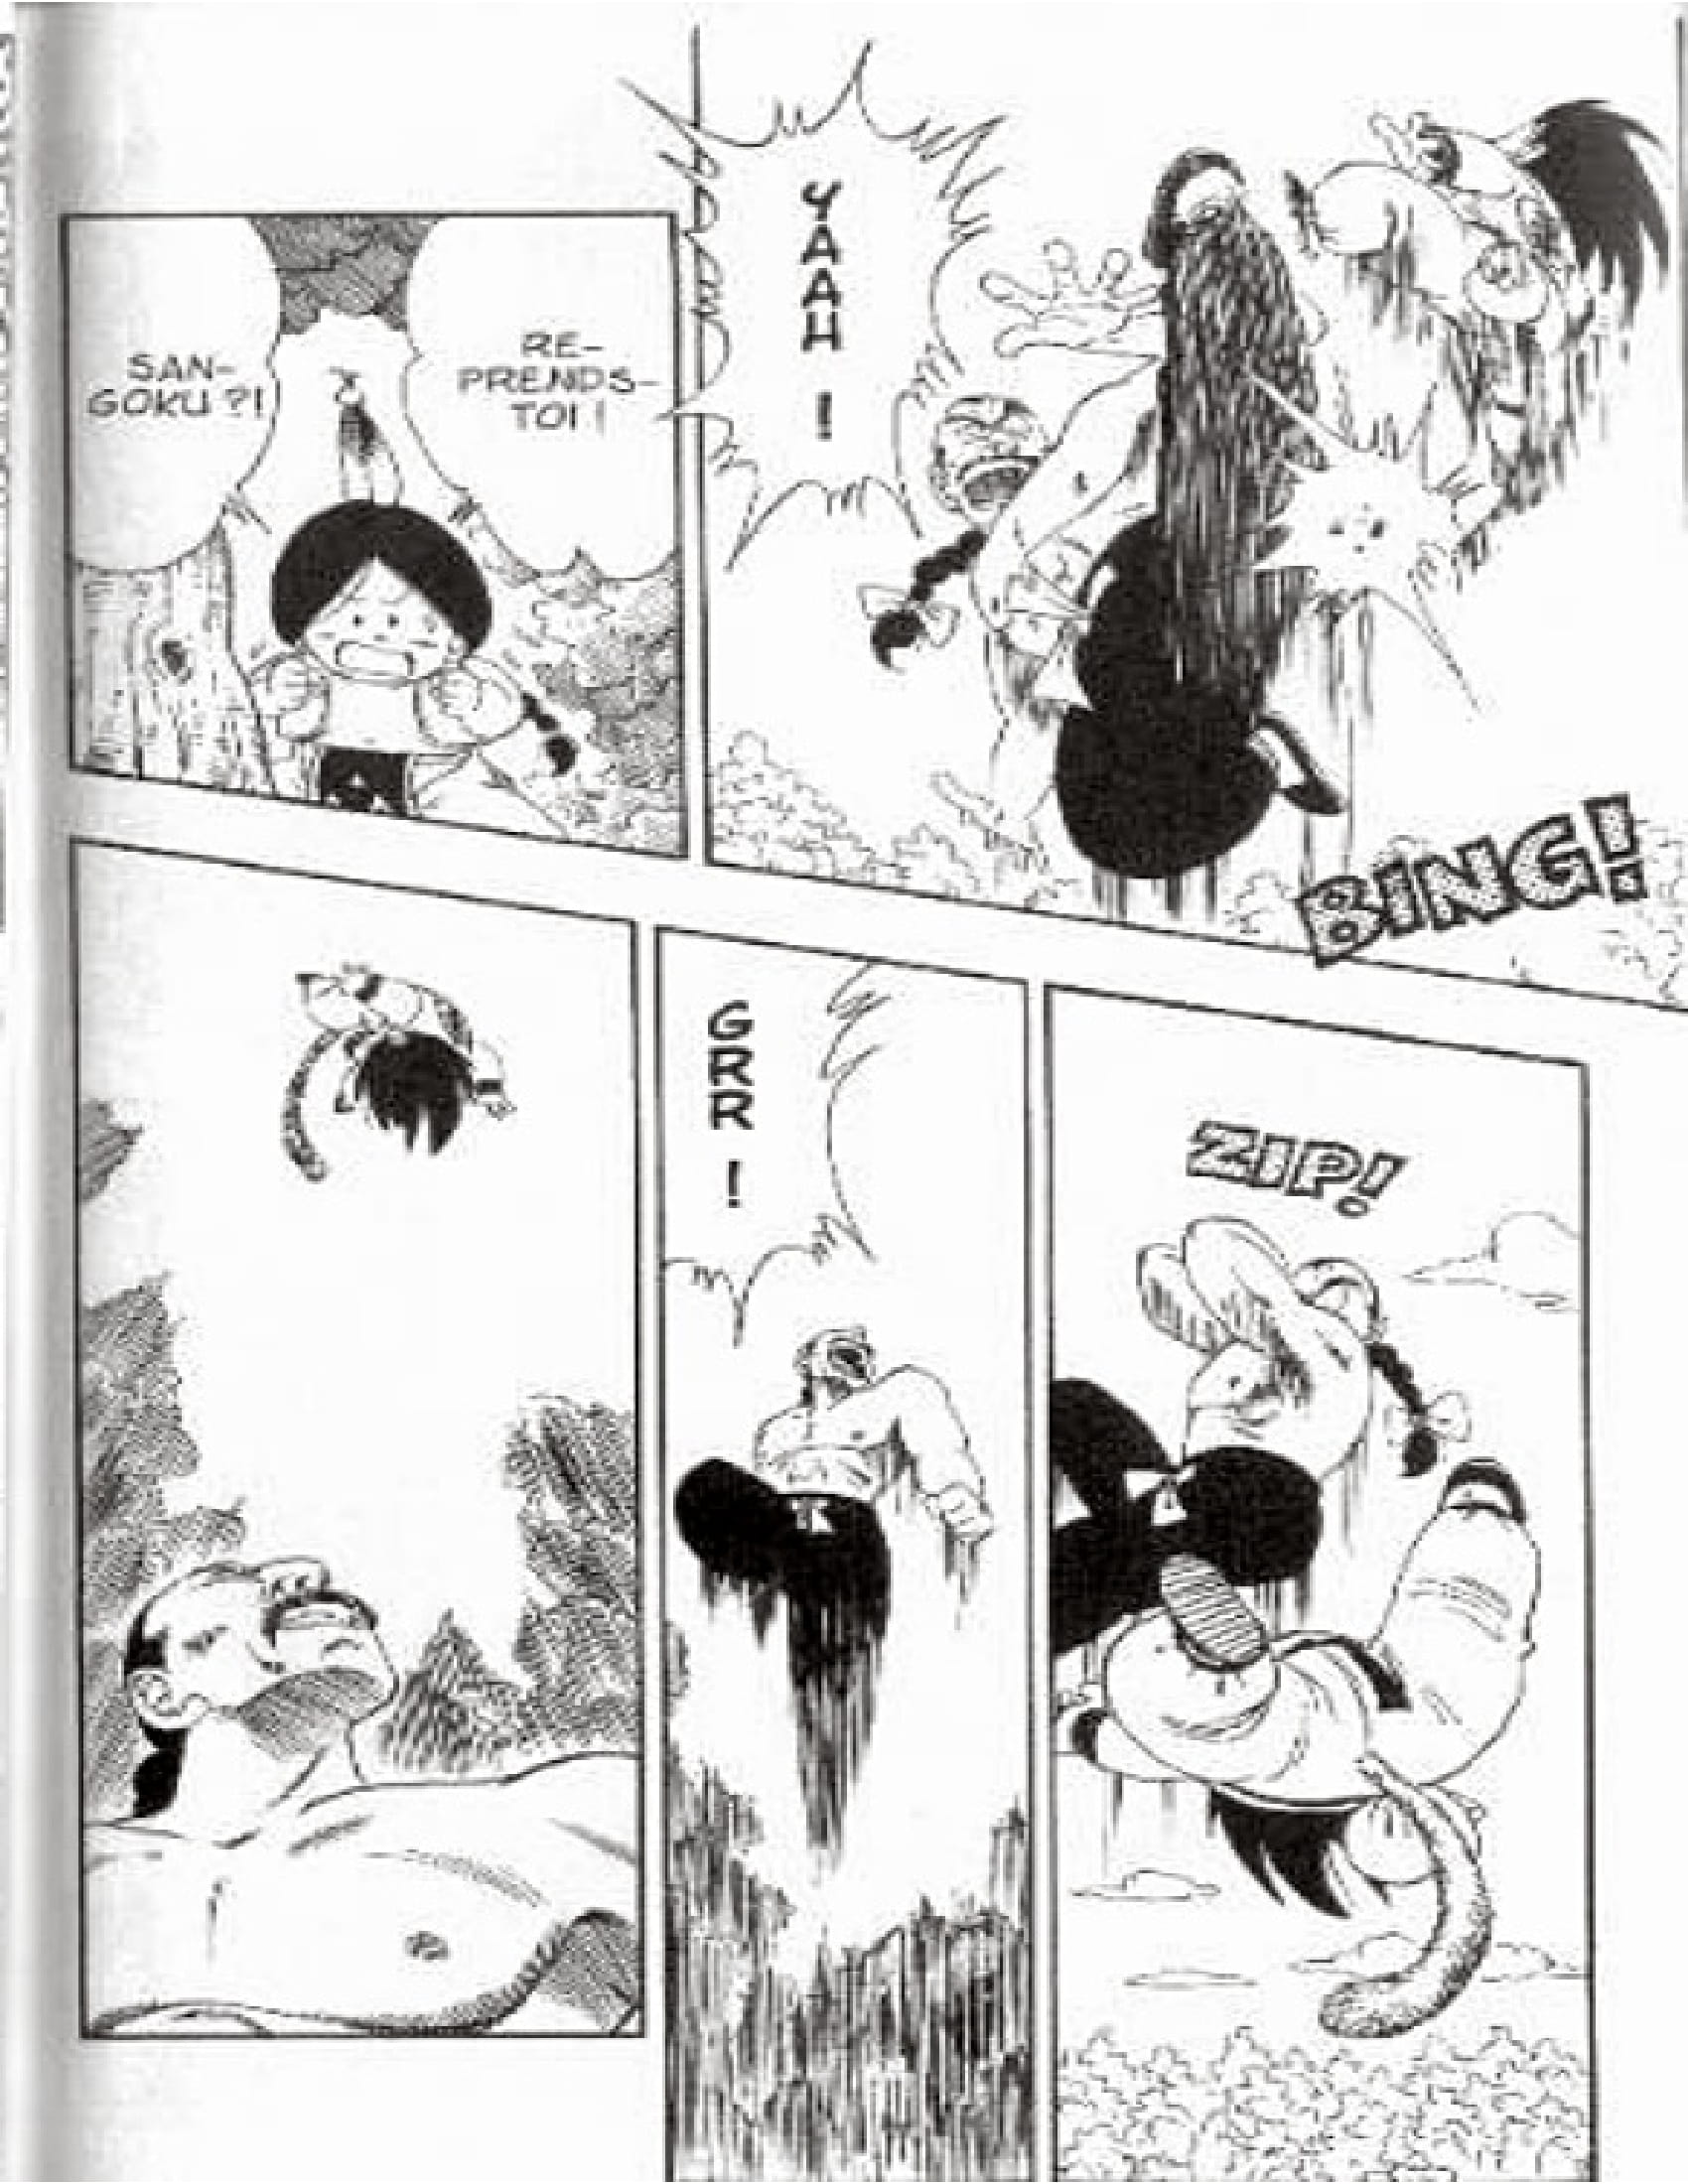 SAN-
GOKU ?!
RE-
PRENDS-
TOI !
YAAH !
BING!
GRR !
ZIP!